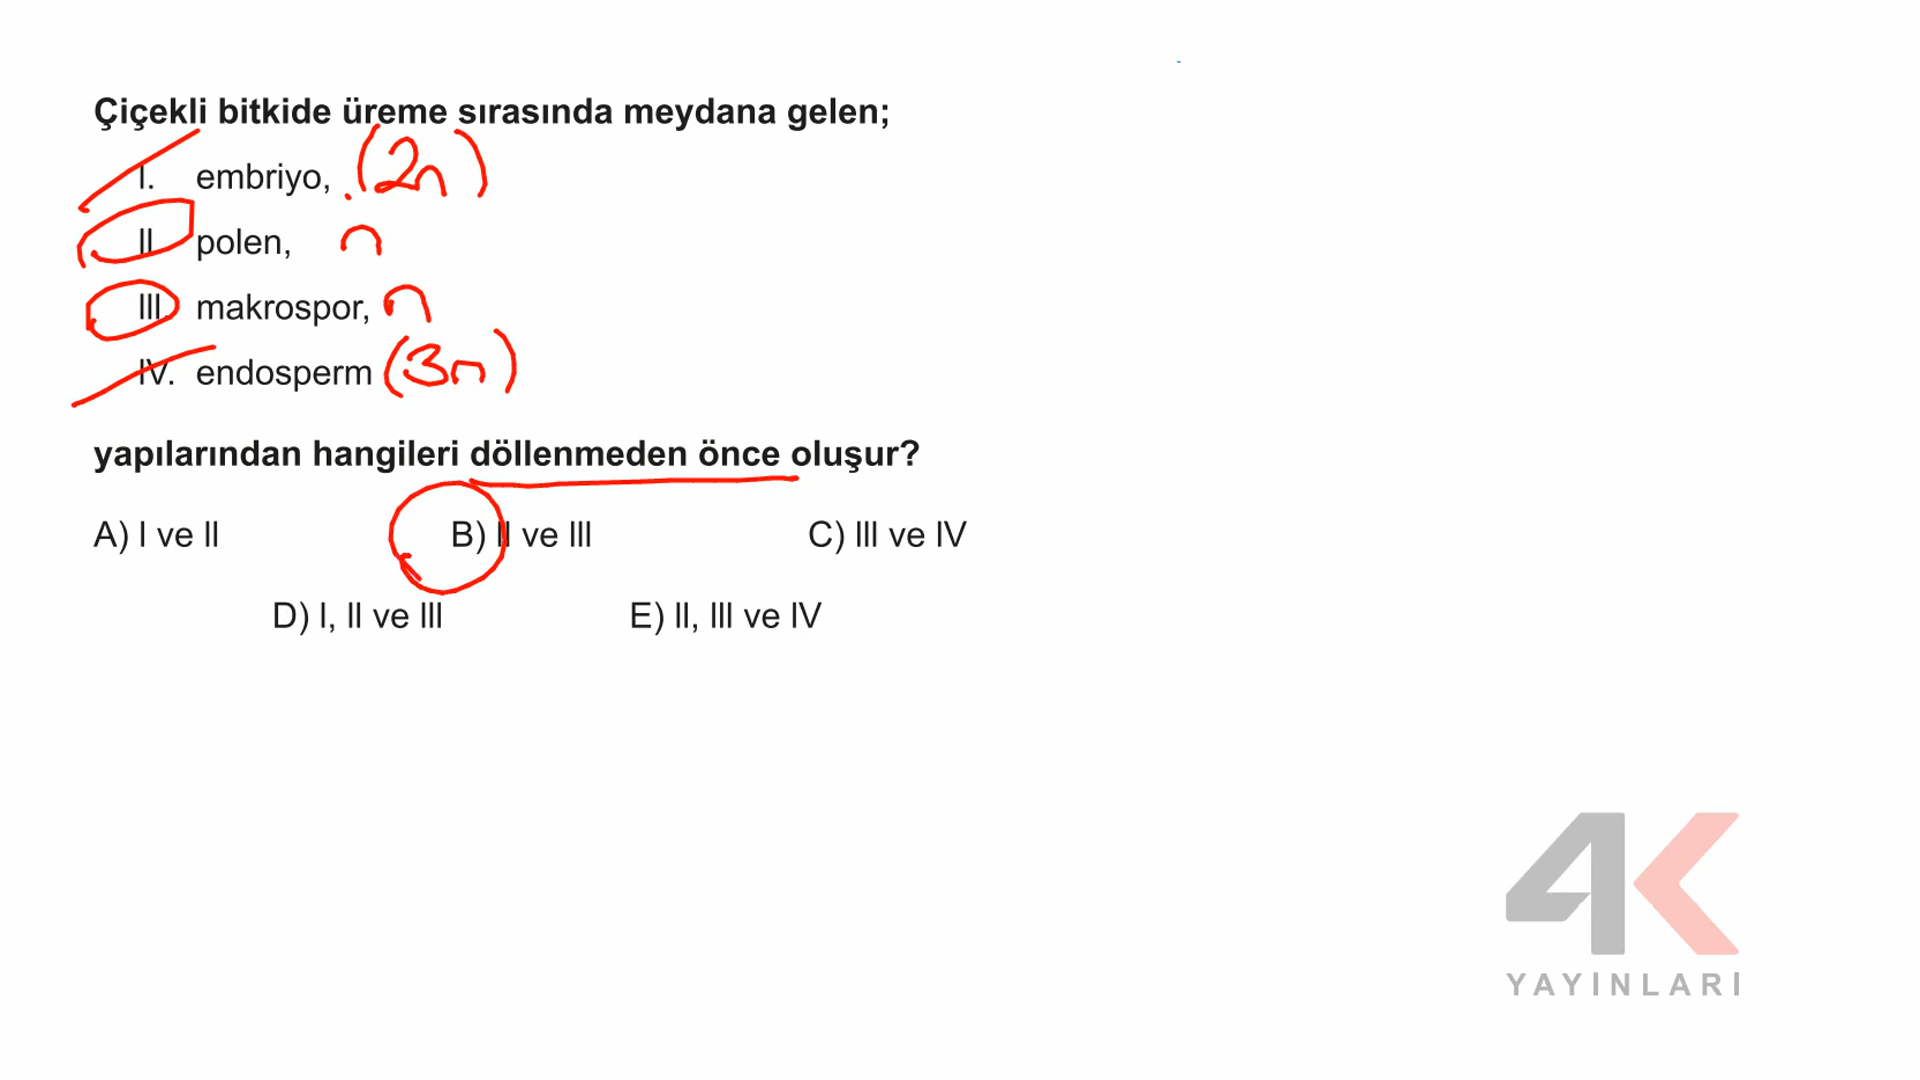 Çiçekli bitkide üreme sırasında meydana gelen;
I. embriyo, (2n)
II polen, n
III. makrospor, n
IV. endosperm (3n)
yapılarından hangileri döllenmeden önce oluşur?
A) I ve II B) II ve III C) III ve IV
D) I, II ve III E) II, III ve IV
4K
YAYINLARI